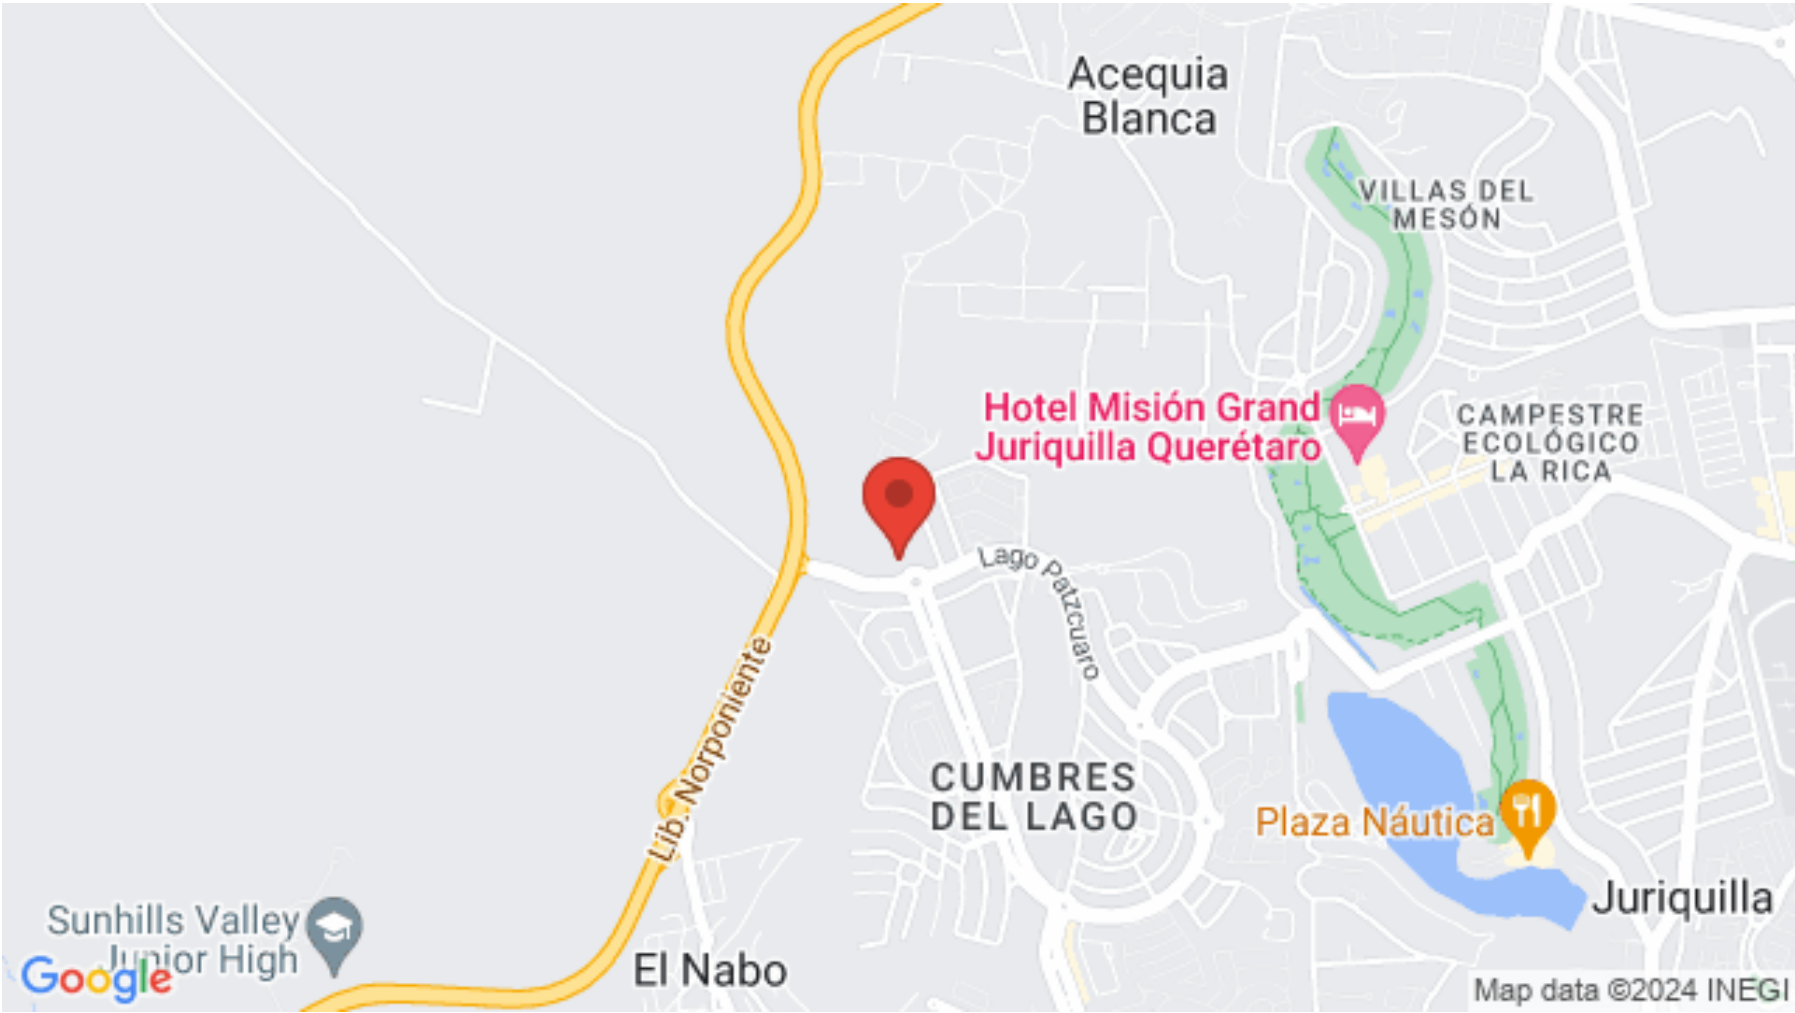 Acequia
Blanca
VILLAS DEL
MESÓN
Hotel Misión Grand
Juriquilla Querétaro
CAMPESTRE
ECOLÓGICO
LA RICA
Lago Patzcuaro
Lib. Norponiente
CUMBRES
DEL LAGO
Plaza Náutica
Juriquilla
Sunhills Valley
Junior High
El Nabo
Google
Map data ©2024 INEGI